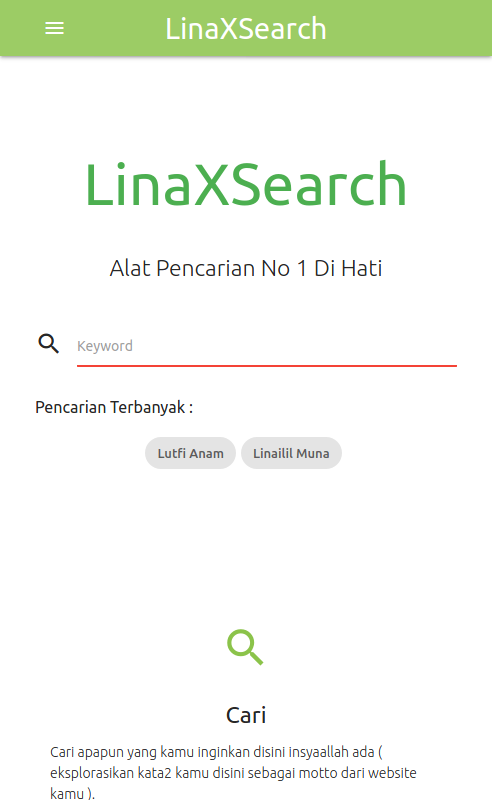 LinaXSearch
LinaXSearch
Alat Pencarian No 1 Di Hati
Keyword
Pencarian Terbanyak :
Lutfi Anam Linailil Muna
Cari
Cari apapun yang kamu inginkan disini insyaallah ada (
eksplorasikan kata2 kamu disini sebagai motto dari website
kamu ).